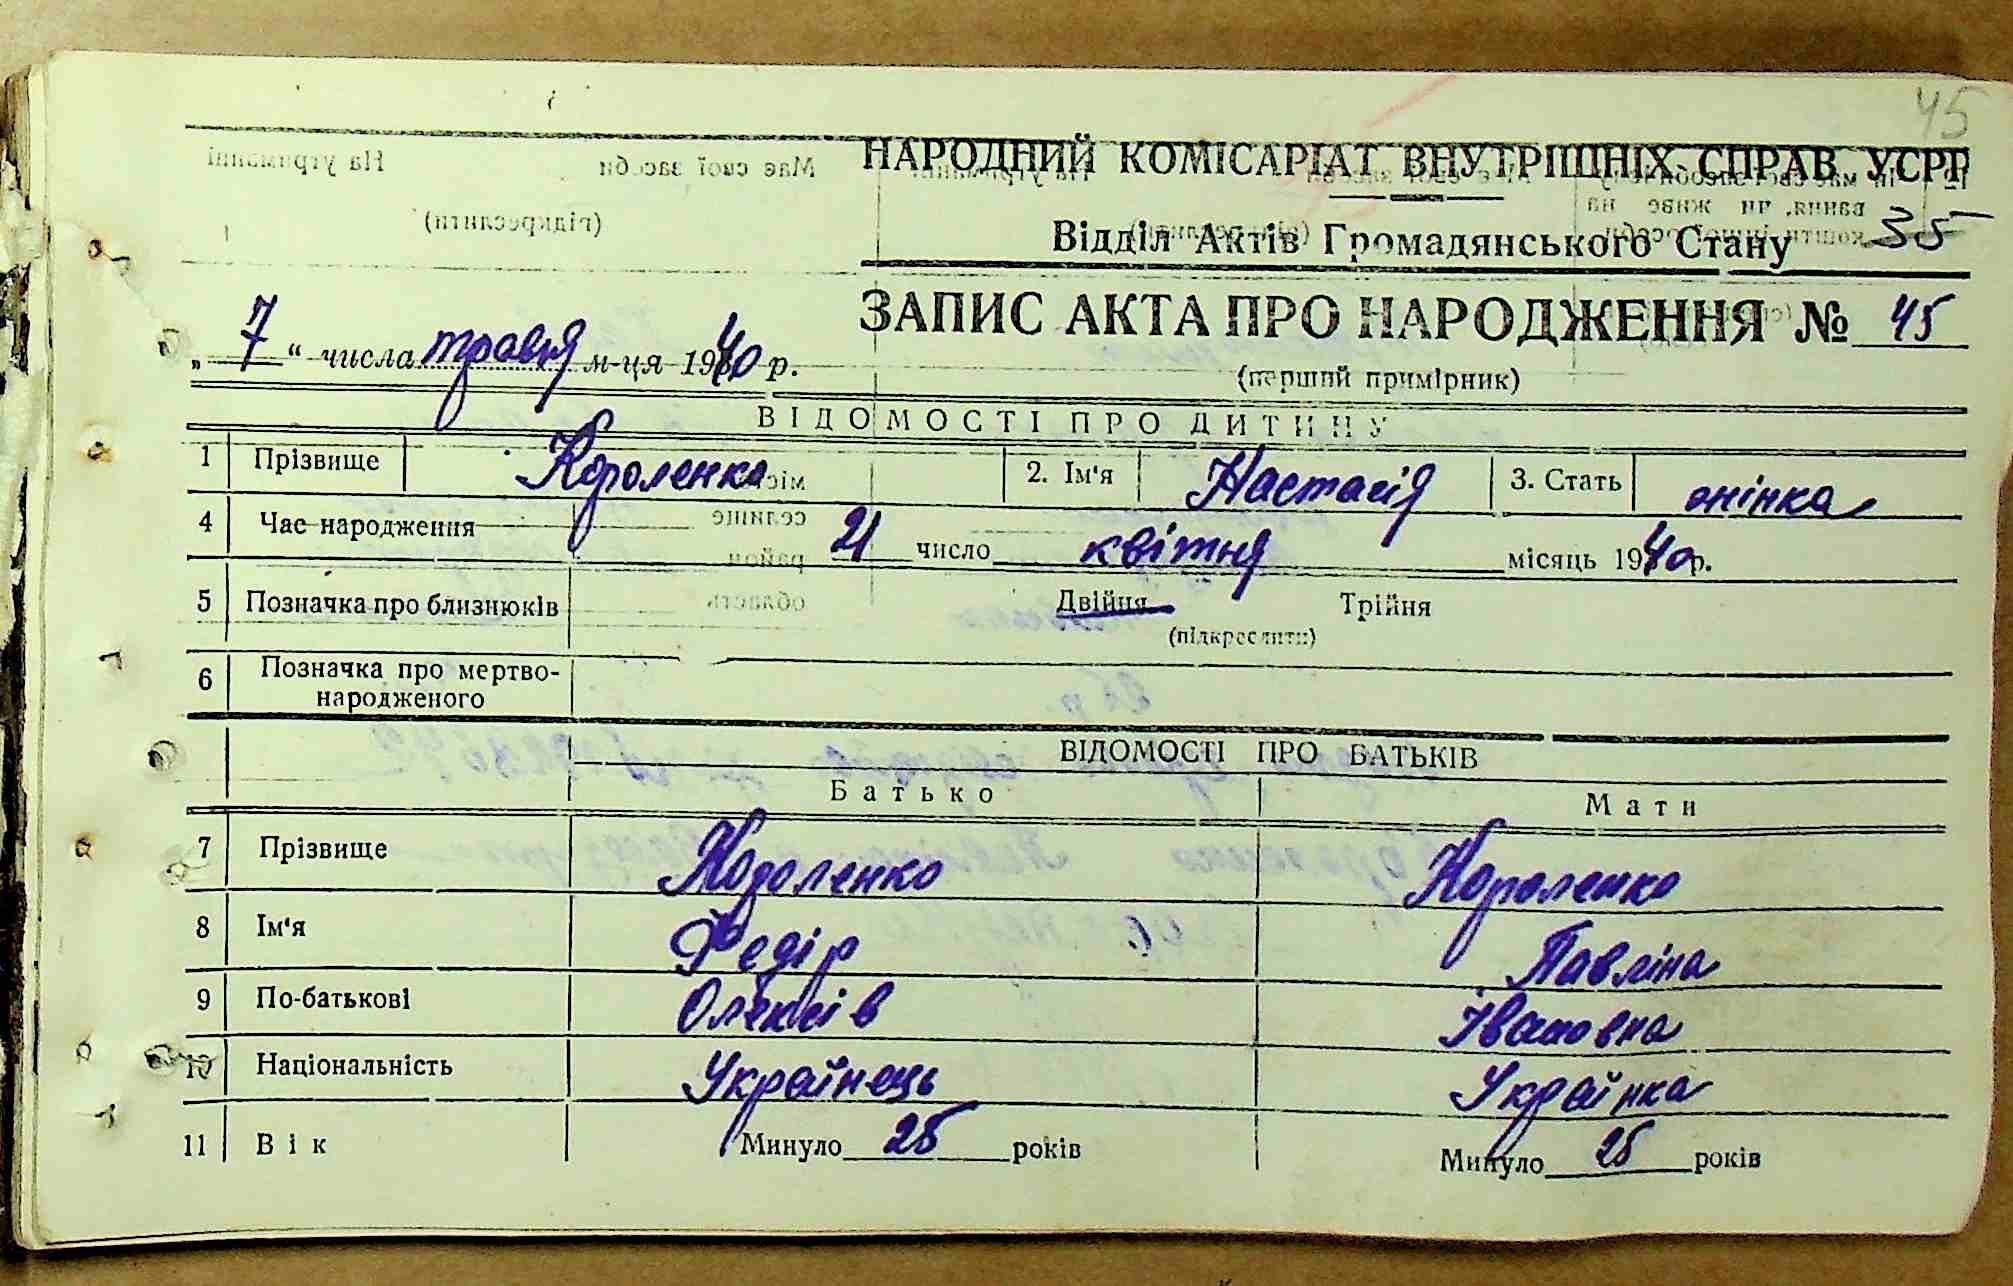 45
НАРОДНИЙ КОМІСАРІАТ ВНУТРІШНІХ СПРАВ УСРР
Відділ Актів Громадянського Стану 35
ЗАПИС АКТА ПРО НАРОДЖЕННЯ № 45
„ 7 “ числа травня м-ця 1940 р.
(перший примірник)
ВІДОМОСТІ ПРО ДИТИНУ
1 Прізвище Короленко 2. Ім'я Настасія 3. Стать жінка
4 Час народження 21 число квітня місяць 1940 р.
5 Позначка про близнюків Двійня Трійня
(підкреслити)
6 Позначка про мертво-
народженого
ВІДОМОСТІ ПРО БАТЬКІВ
Батько Мати
7 Прізвище Короленко Короленко
8 Ім'я Федір Павліна
9 По-батькові Олексів Івановна
10 Національність Українець Українка
11 Вік Минуло 25 років Минуло 25 років